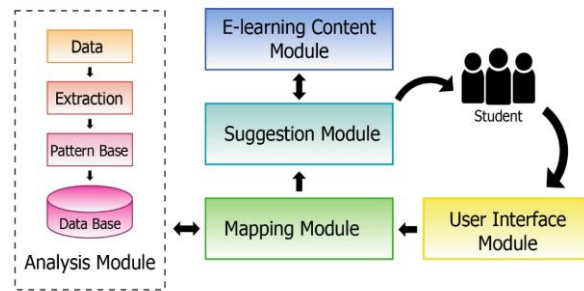 Data
Extraction
Pattern Base
Data Base
Analysis Module
E-learning Content
Module
Suggestion Module
Mapping Module
Student
User Interface
Module